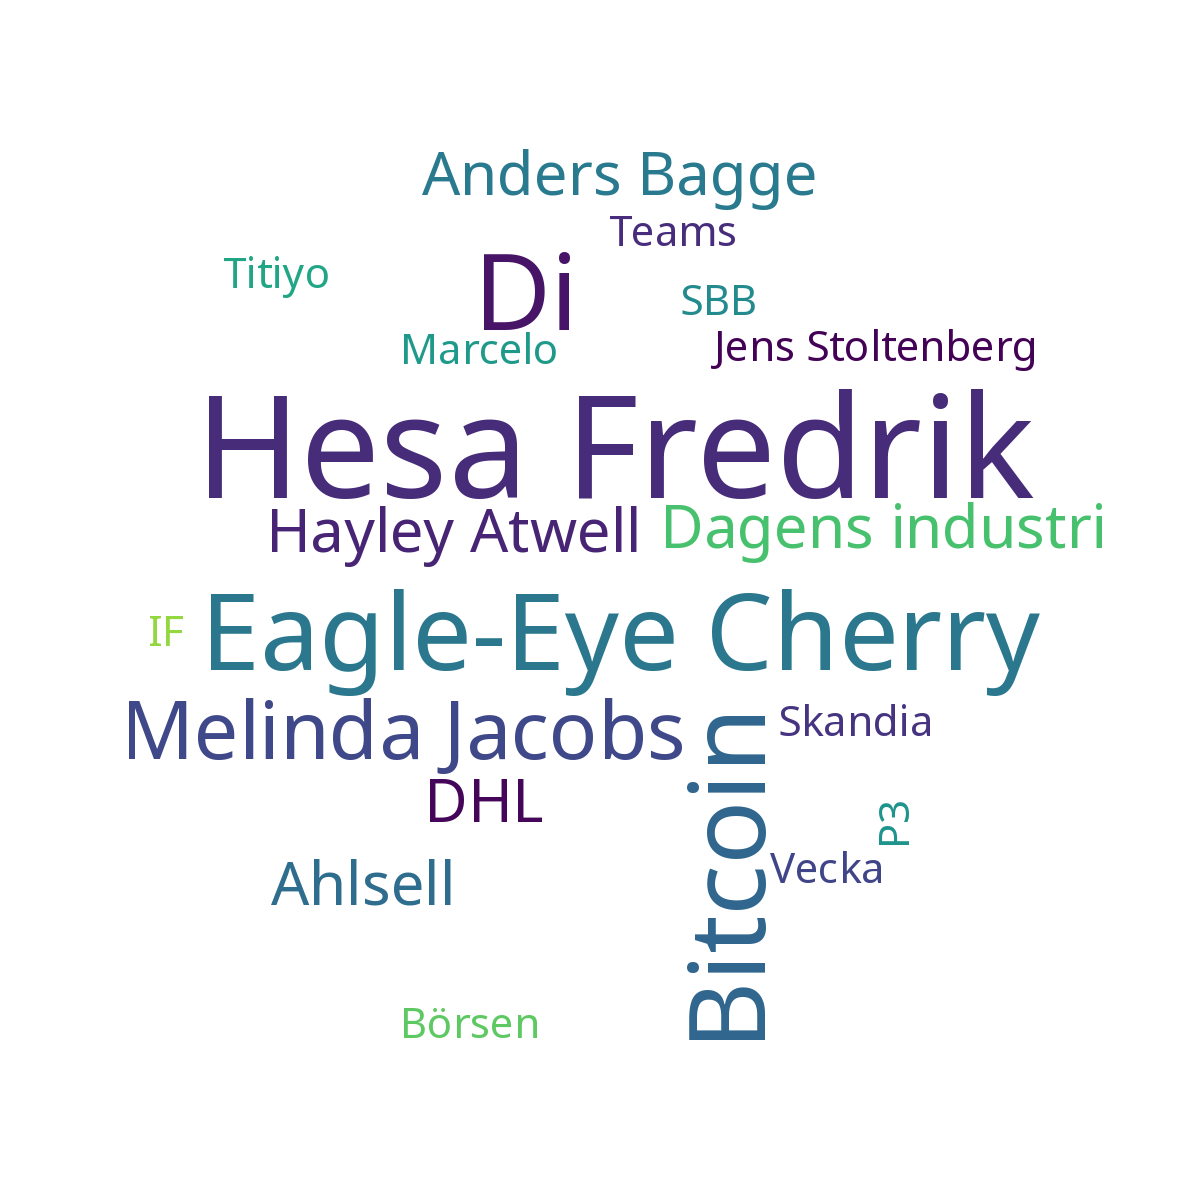 Anders Bagge
Teams
Di
Titiyo
SBB
Marcelo
Jens Stoltenberg
Hesa Fredrik
Hayley Atwell
Dagens industri
IF
Eagle-Eye Cherry
Melinda Jacobs
Skandia
Bitcoin
DHL
P3
Vecka
Ahlsell
Börsen